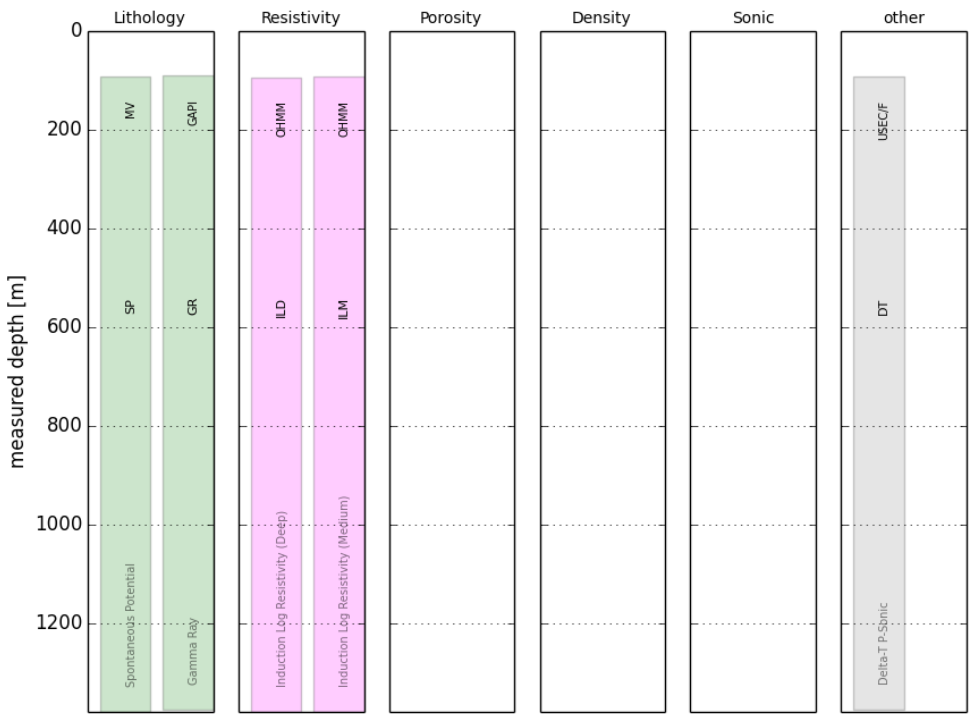 Lithology Resistivity Porosity Density Sonic other
0
200
400
600
800
1000
1200
measured depth [m]
MV
GAPI
OHMM
OHMM
USEC/F
SP
GR
ILD
ILM
DT
Spontaneous Potential
Gamma Ray
Induction Log Resistivity (Deep)
Induction Log Resistivity (Medium)
Delta-T P-Sonic